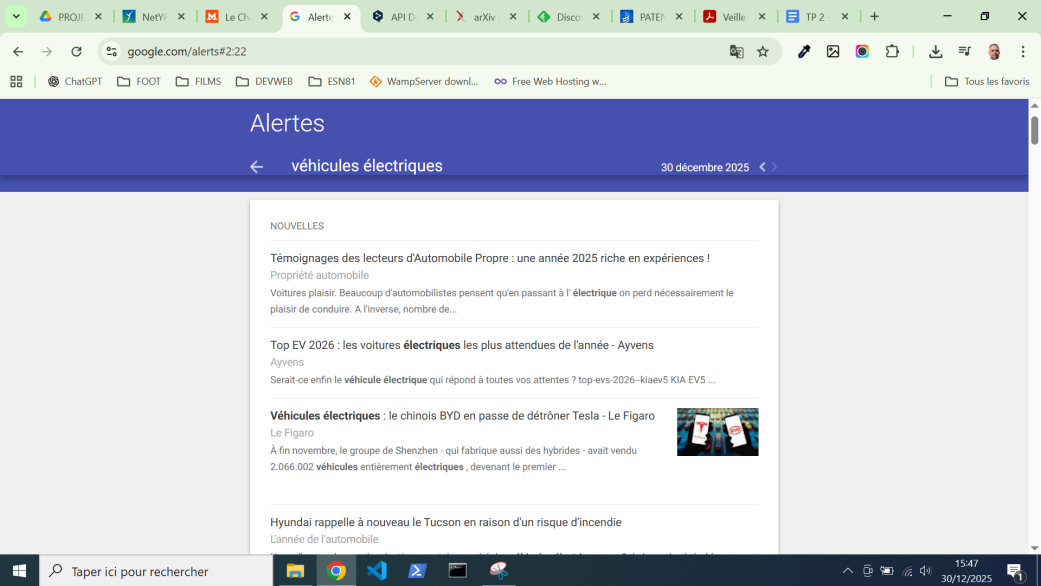 PROJE
NetYF
Le Ch
Alerte
API D
arXiv
Disco
PATEN
Veille
TP 2 -
google.com/alerts#2:22
ChatGPT
FOOT
FILMS
DEVWEB
ESN81
WampServer downl...
Free Web Hosting w...
Tous les favoris
Alertes
véhicules électriques
30 décembre 2025
NOUVELLES
Témoignages des lecteurs d'Automobile Propre : une année 2025 riche en expériences !
Propriété automobile
Voitures plaisir. Beaucoup d'automobilistes pensent qu'en passant à l' électrique on perd nécessairement le
plaisir de conduire. A l'inverse, nombre de...
Top EV 2026 : les voitures électriques les plus attendues de l'année - Ayvens
Ayvens
Serait-ce enfin le véhicule électrique qui répond à toutes vos attentes ? top-evs-2026--kiaev5 KIA EV5 ...
Véhicules électriques : le chinois BYD en passe de détrôner Tesla - Le Figaro
Le Figaro
À fin novembre, le groupe de Shenzhen - qui fabrique aussi des hybrides - avait vendu
2.066.002 véhicules entièrement électriques , devenant le premier ...
Hyundai rappelle à nouveau le Tucson en raison d'un risque d'incendie
L'année de l'automobile
Taper ici pour rechercher
15:47
30/12/2025
1